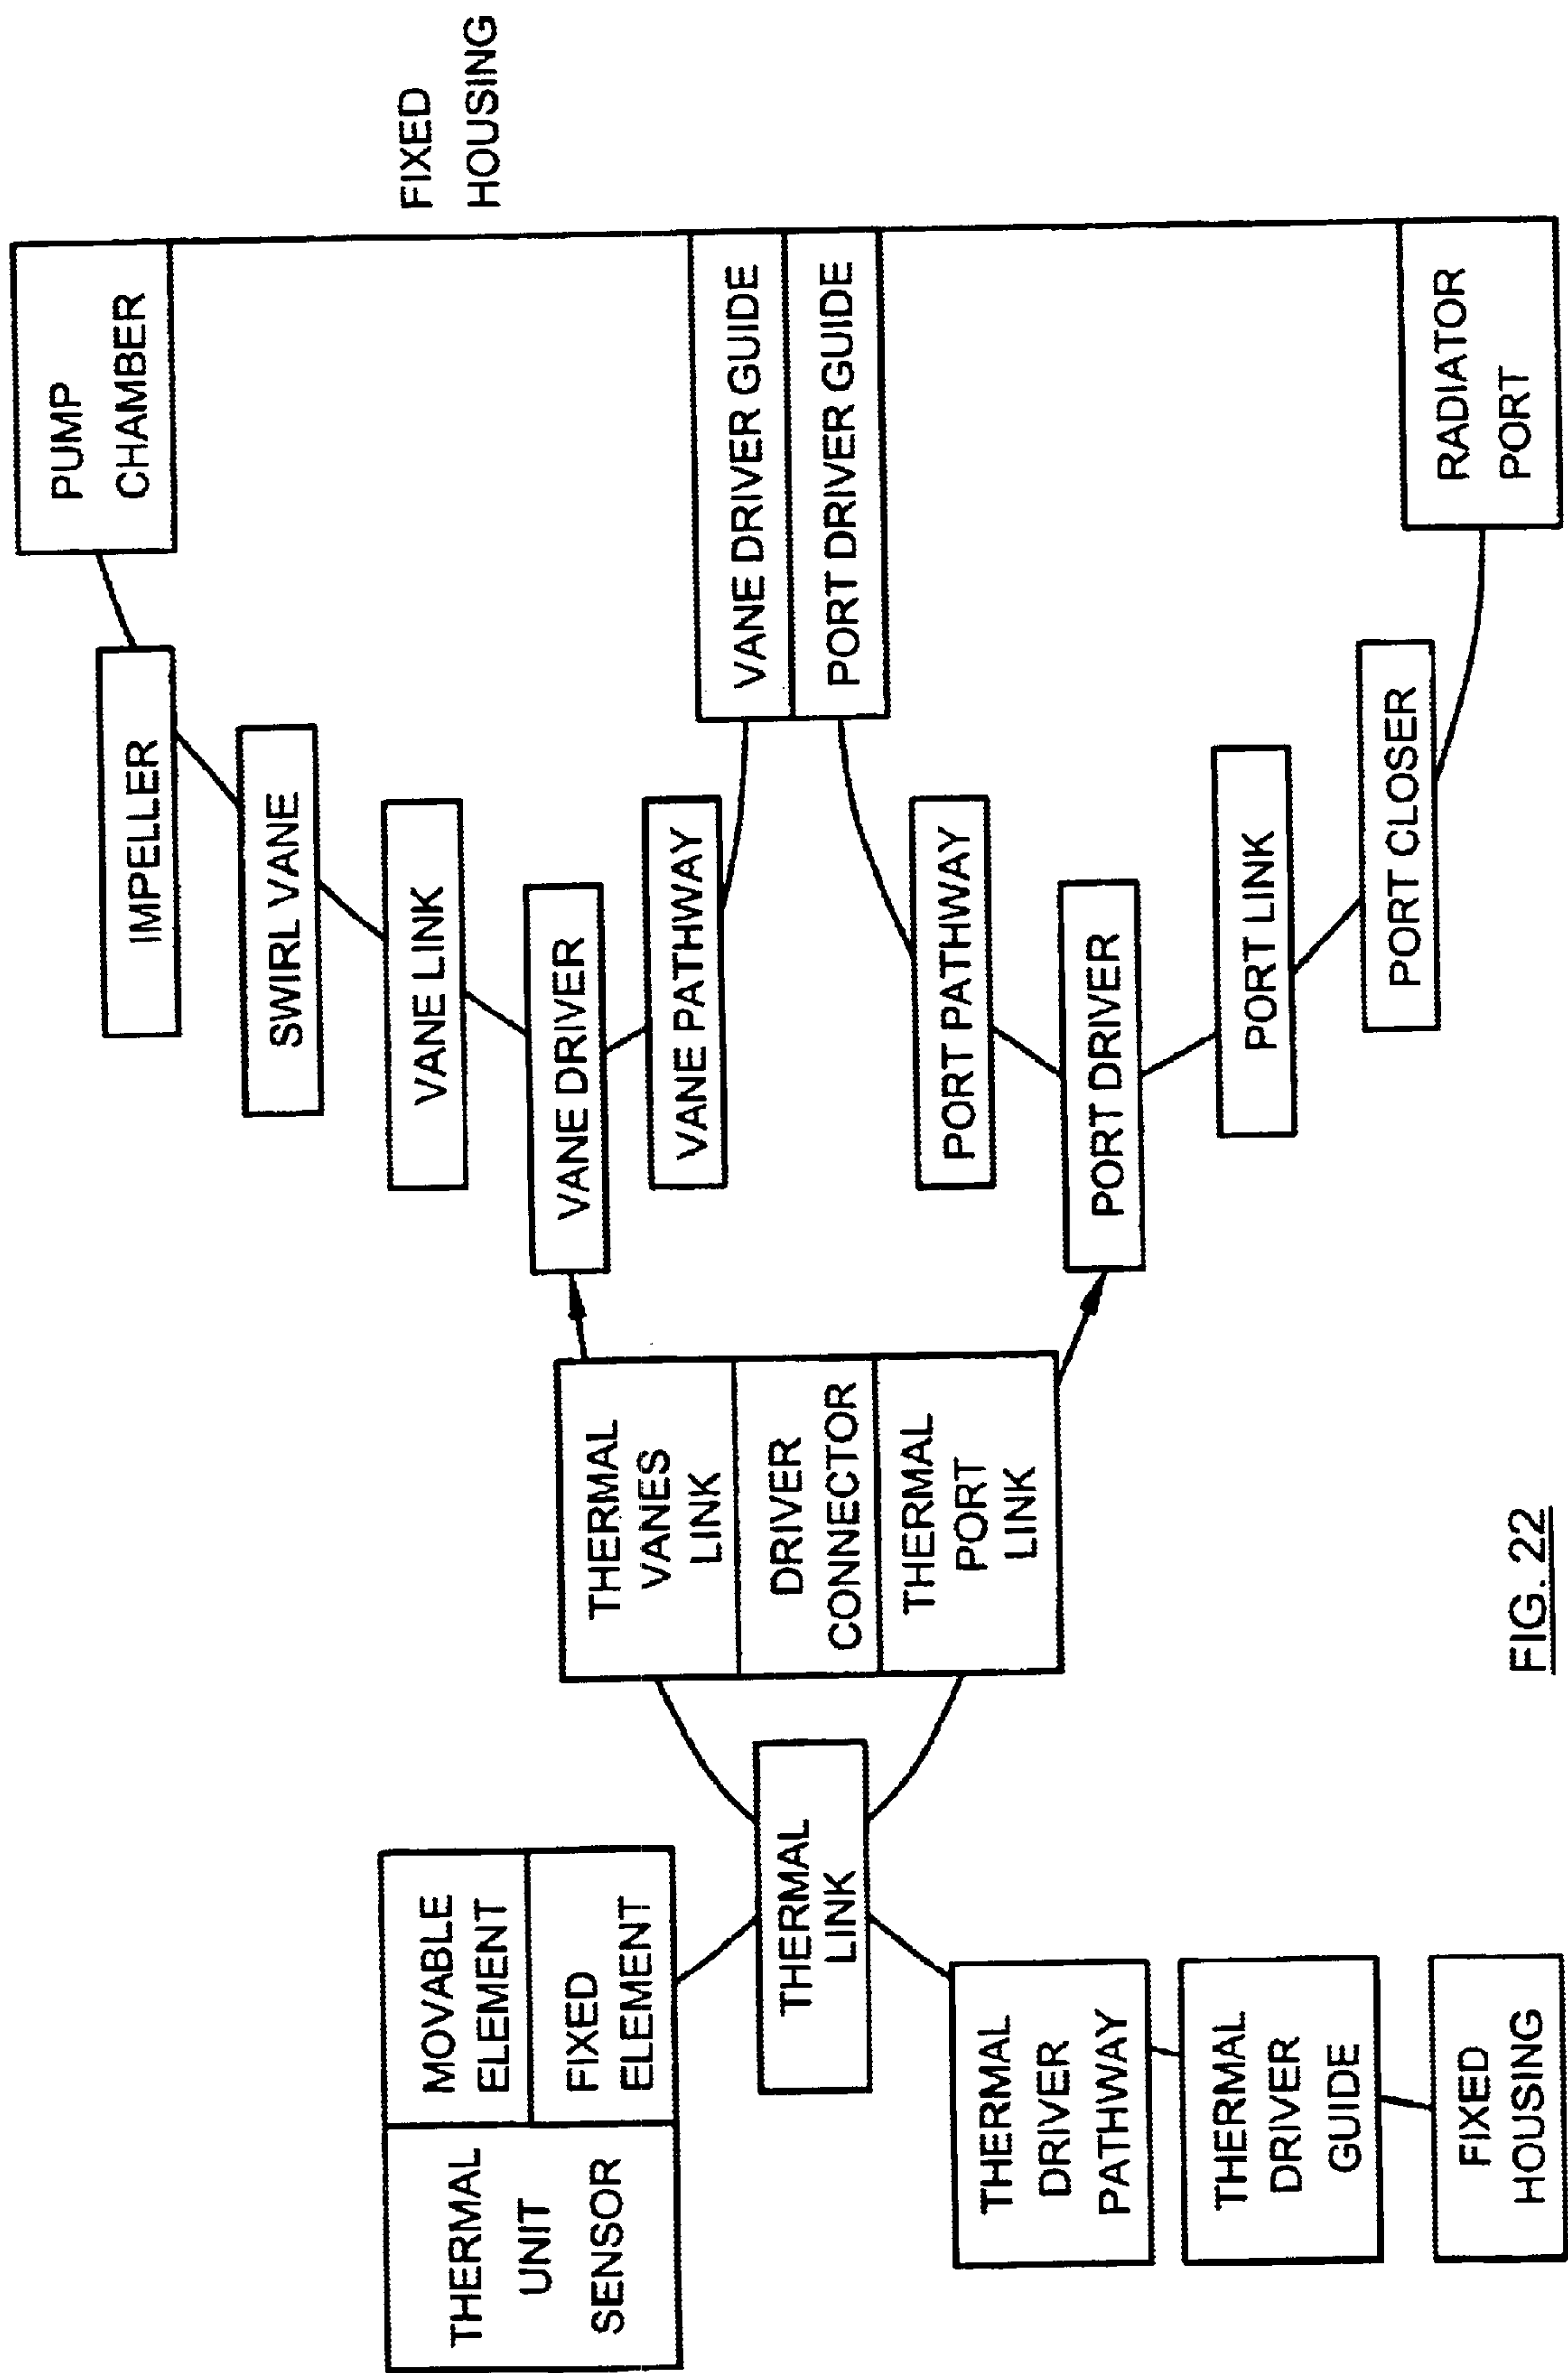 FIXED
HOUSING
PUMP
CHAMBER
IMPELLER
SWIRL VANE
VANE LINK
VANE DRIVER
VANE PATHWAY
VANE DRIVER GUIDE
PORT DRIVER GUIDE
PORT PATHWAY
PORT DRIVER
PORT LINK
PORT CLOSER
RADIATOR
PORT
THERMAL
VANES
LINK
DRIVER
CONNECTOR
THERMAL
PORT
LINK
THERMAL
LINK
MOVABLE
ELEMENT
FIXED
ELEMENT
THERMAL
UNIT
SENSOR
THERMAL
DRIVER
PATHWAY
THERMAL
DRIVER
GUIDE
FIXED
HOUSING
FIG. 22